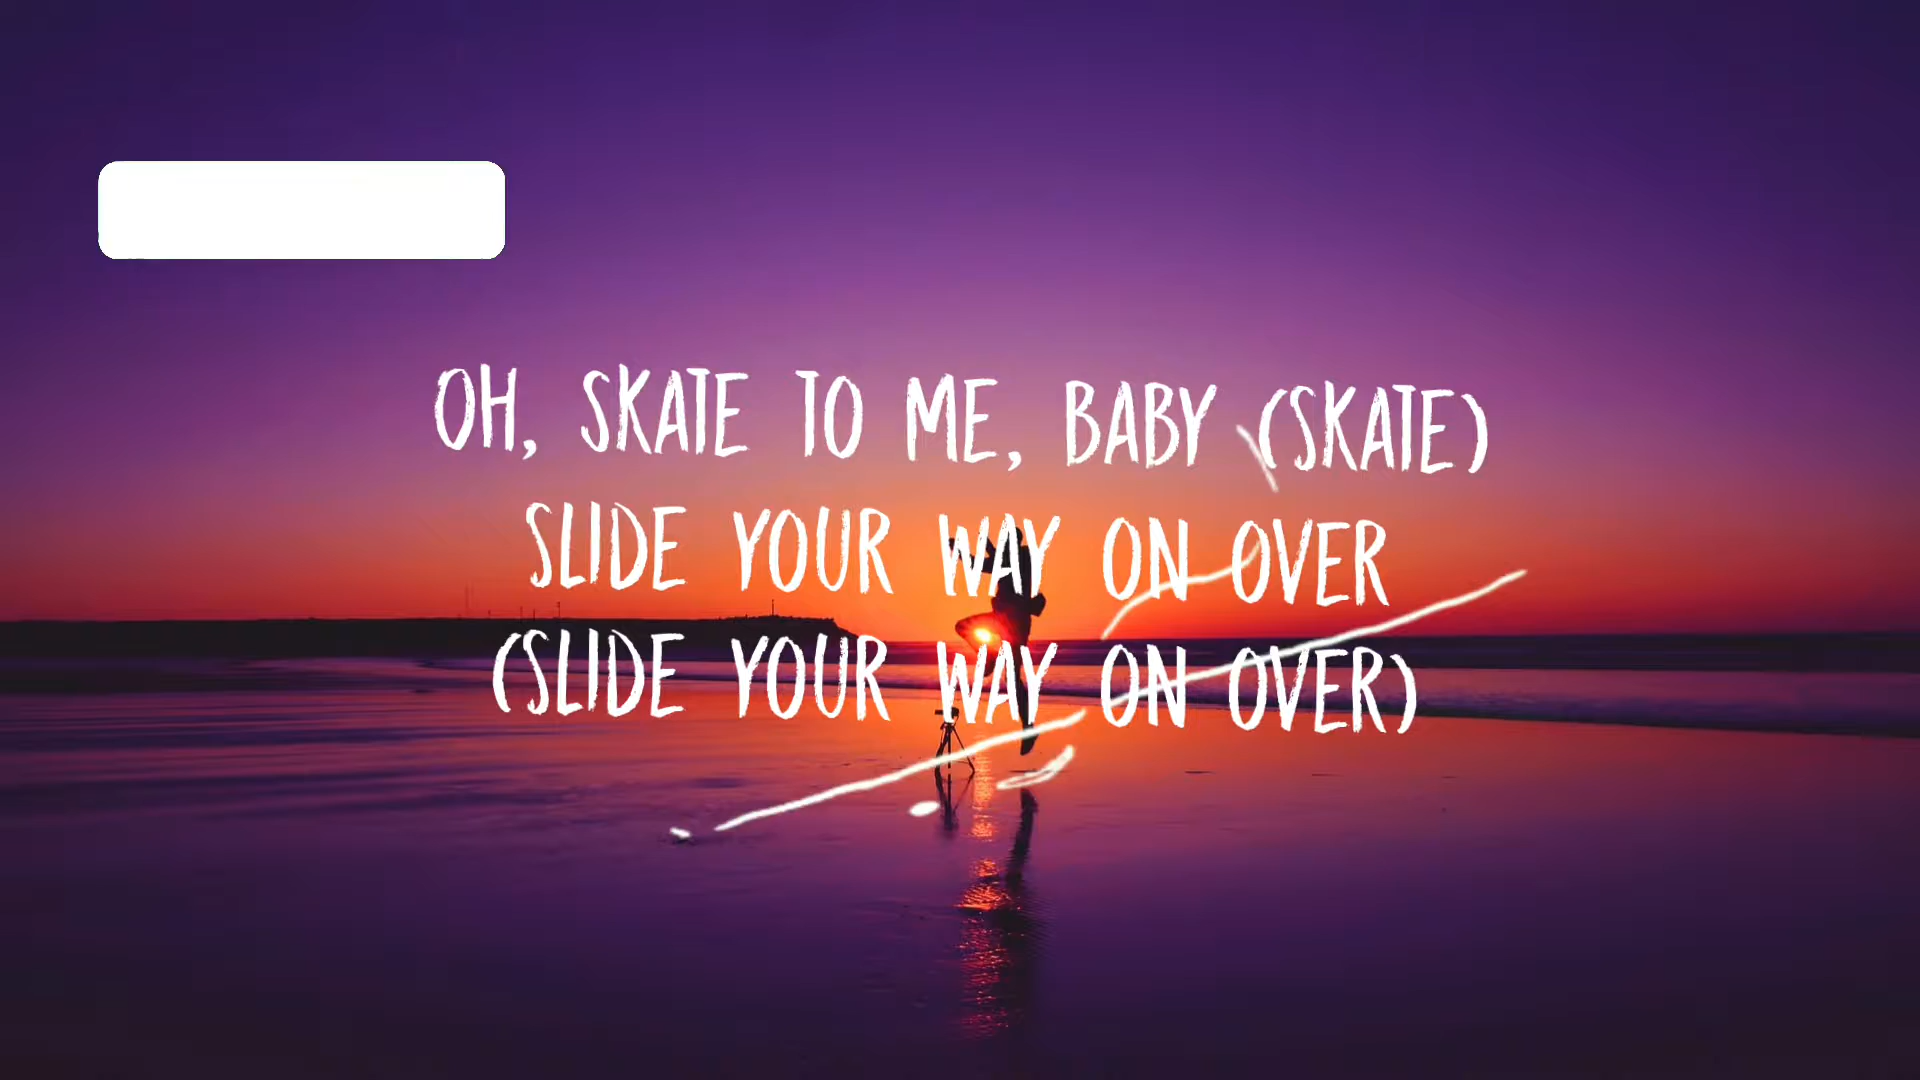 OH, SKATE TO ME, BABY (SKATE)
SLIDE YOUR WAY ON OVER
(SLIDE YOUR WAY ON OVER)